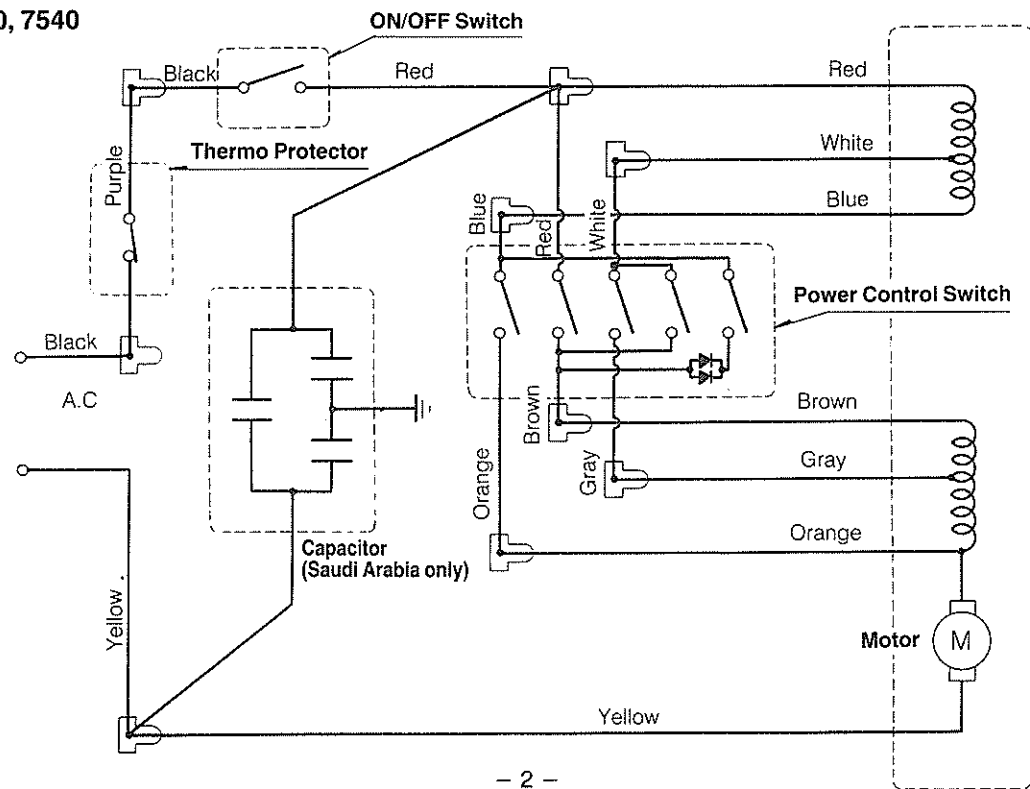 0, 7540
ON/OFF Switch
Black
Red
Red
Thermo Protector
White
Purple
Blue
Blue
Red
White
Power Control Switch
Black
A.C
Brown
Brown
Gray
Gray
Orange
Orange
Capacitor
(Saudi Arabia only)
Yellow
Motor
M
Yellow
– 2 –